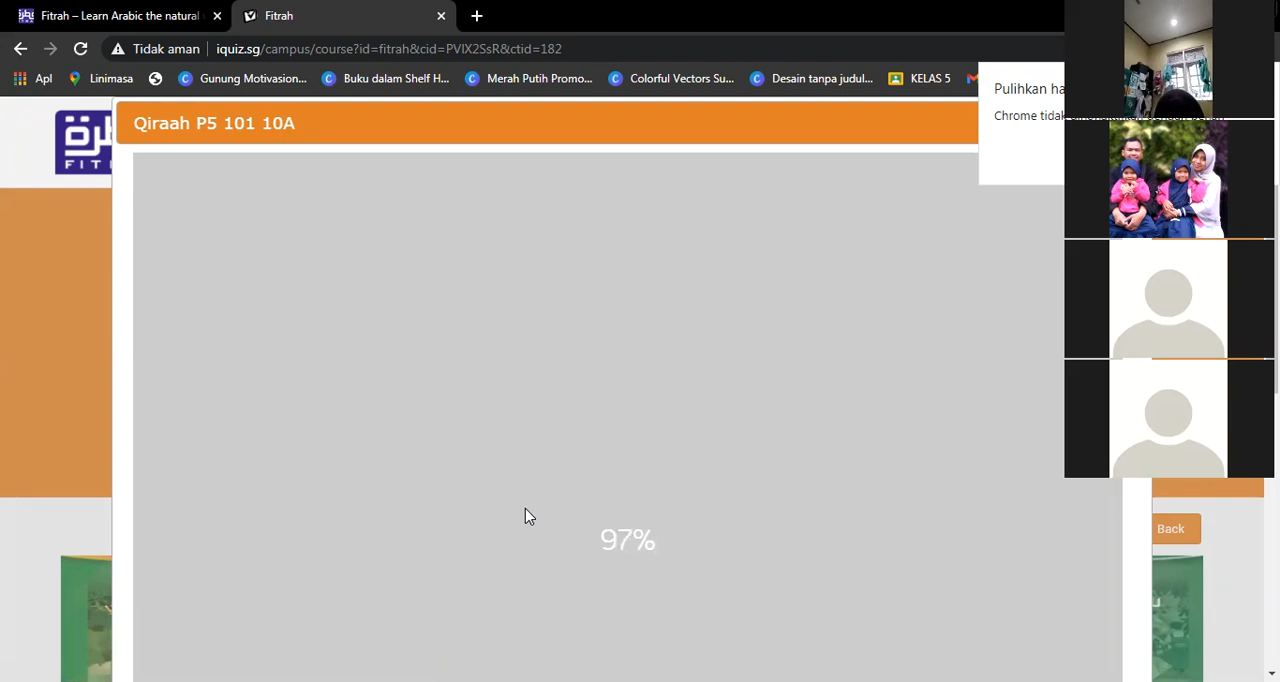 Fitrah – Learn Arabic the natural
Fitrah
Tidak aman
iquiz.sg/campus/course?id=fitrah&cid=PVlX2SsR&ctid=182
Apl
Linimasa
Gunung Motivasion...
Buku dalam Shelf H...
Merah Putih Promo...
Colorful Vectors Su...
Desain tanpa judul...
KELAS 5
Pulihkan ha
Chrome tidak
FIT
Qiraah P5 101 10A
97%
Back